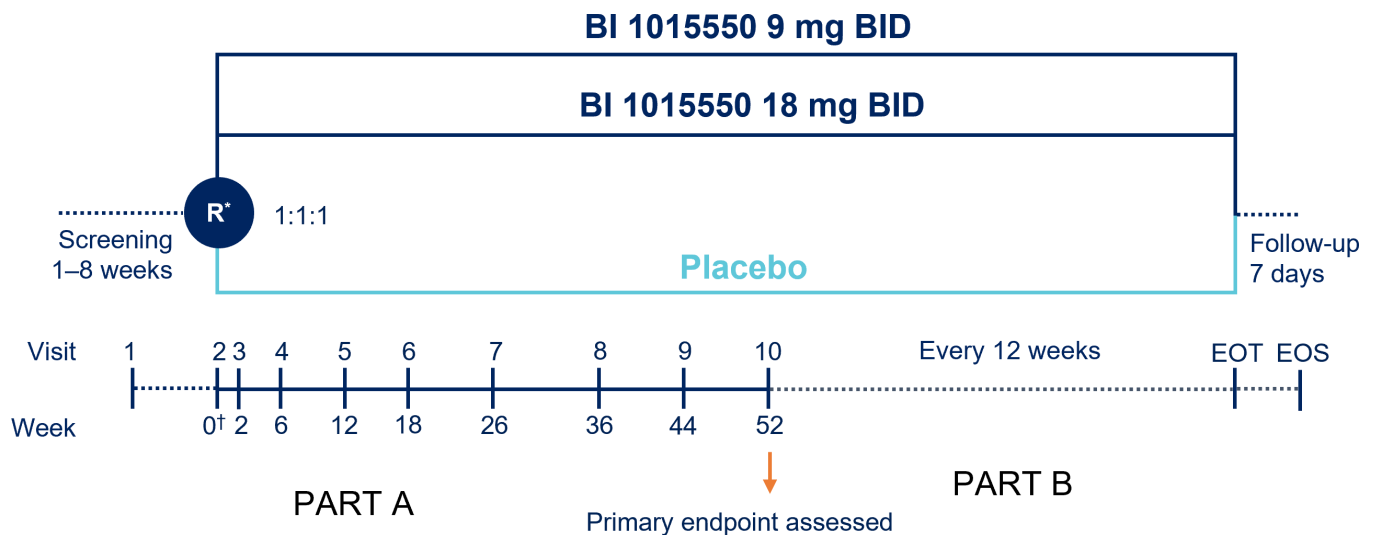 BI 1015550 9 mg BID
BI 1015550 18 mg BID
R*
1:1:1
Screening
1–8 weeks
Placebo
Follow-up
7 days
Visit 1 2 3 4 5 6 7 8 9 10 Every 12 weeks EOT EOS
Week 0† 2 6 12 18 26 36 44 52
PART A
PART B
Primary endpoint assessed